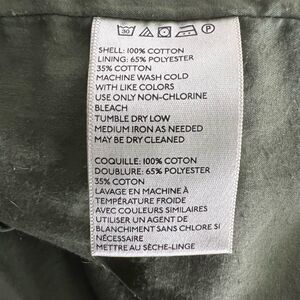 30
P
SHELL: 100% COTTON
LINING: 65% POLYESTER
35% COTTON
MACHINE WASH COLD
WITH LIKE COLORS
USE ONLY NON-CHLORINE
BLEACH
TUMBLE DRY LOW
MEDIUM IRON AS NEEDED
MAY BE DRY CLEANED
COQUILLE: 100% COTON
DOUBLURE: 65% POLYESTER
35% COTON
LAVAGE EN MACHINE À
TEMPÉRATURE FROIDE
AVEC COULEURS SIMILAIRES
UTILISER UN AGENT DE
BLANCHIMENT SANS CHLORE SI
NÉCESSAIRE
METTRE AU SÈCHE-LINGE